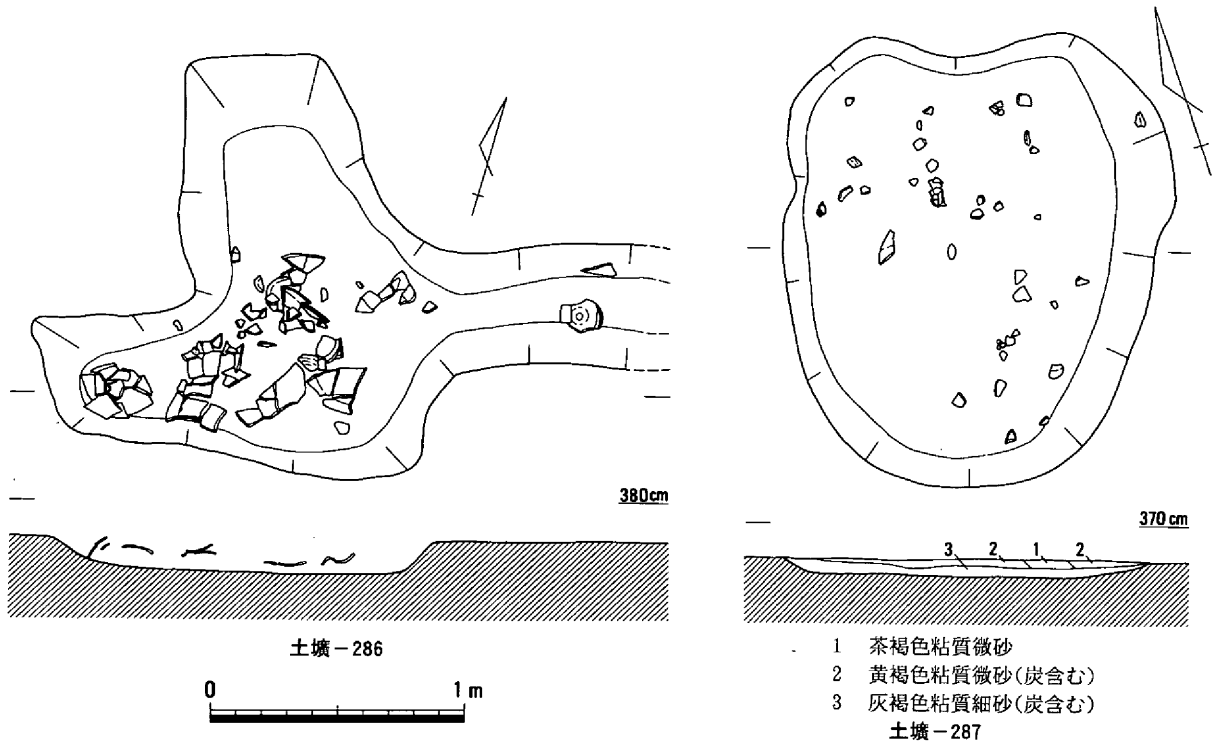 380cm
土壙－286
0 1m
370cm
3 2 1 2
1 茶褐色粘質微砂
2 黄褐色粘質微砂(炭含む)
3 灰褐色粘質細砂(炭含む)
土壙－287